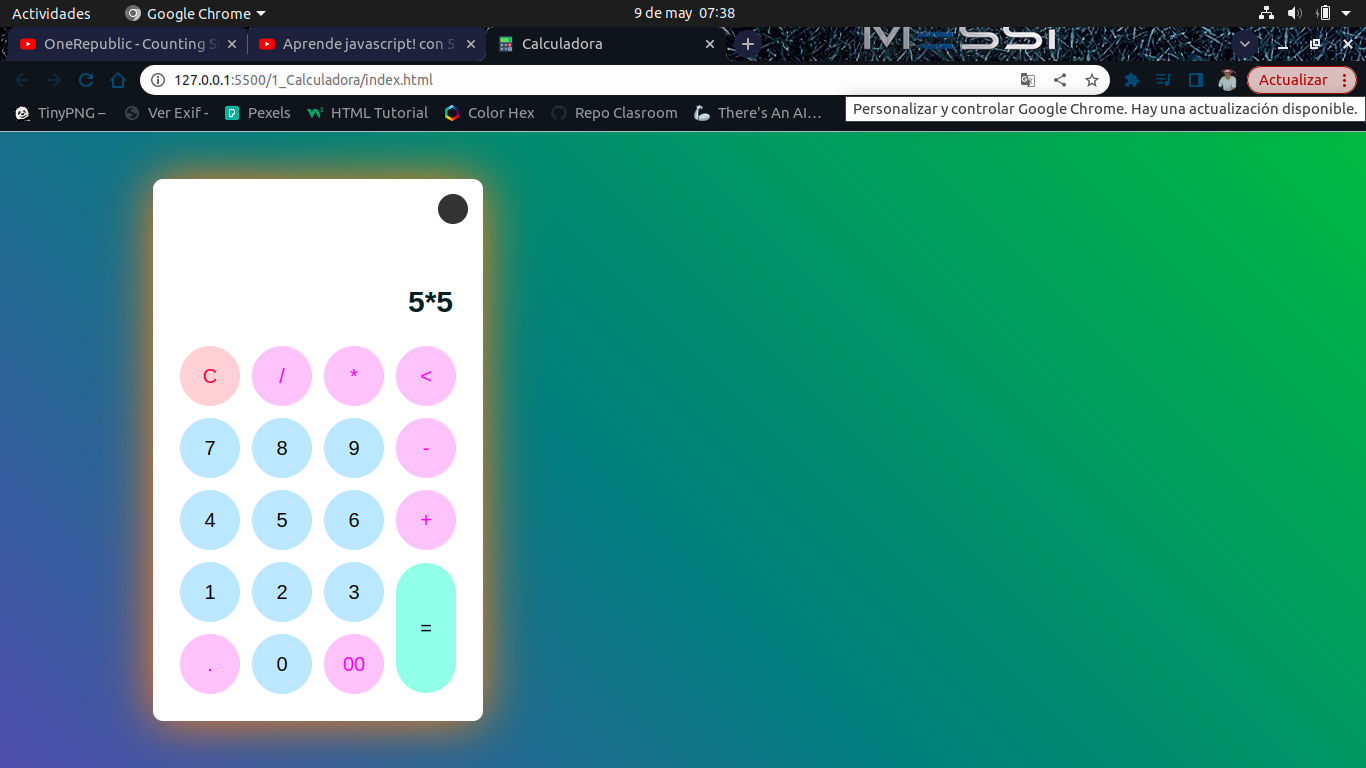 Actividades Google Chrome 9 de may 07:38
OneRepublic - Counting S Aprende javascript! con 5 Calculadora
MESSI
127.0.0.1:5500/1_Calculadora/index.html Actualizar
TinyPNG – Ver Exif - Pexels HTML Tutorial Color Hex Repo Clasroom There's An AI… Personalizar y controlar Google Chrome. Hay una actualización disponible.
5*5
C / * <
7 8 9 -
4 5 6 +
1 2 3
=
. 0 00